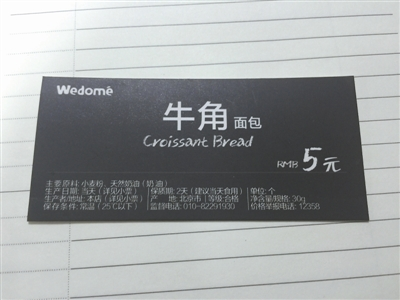 Wedomé
牛角面包
Croissant Bread
RMB 5元
主要原料:小麦粉、天然奶油(奶油)
生产日期:当天(详见小票) 保质期:2天(建议当天食用) 单位:个
生产者/地址:本店(详见小票) 产 地:北京市 等级:合格 净含量/规格:30g
保存条件:常温(25℃以下) 监督电话:010-82291930 价格举报电话:12358